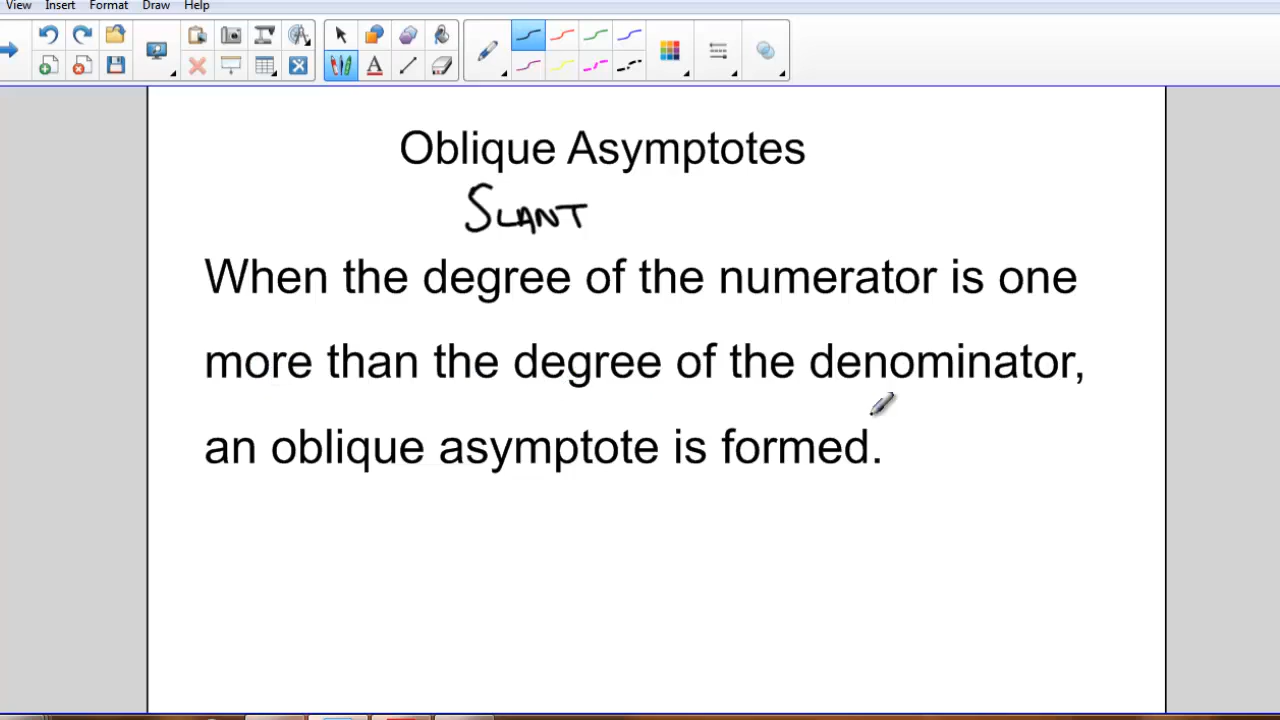 View Insert Format Draw Help
Oblique Asymptotes
SLANT
When the degree of the numerator is one
more than the degree of the denominator,
an oblique asymptote is formed.